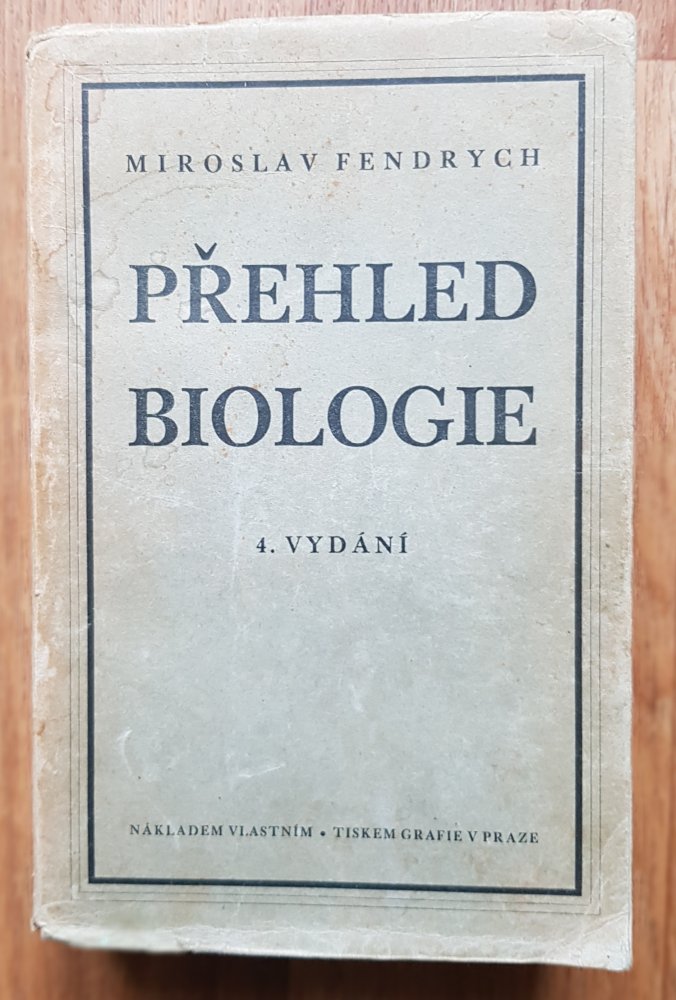 MIROSLAV FENDRYCH
PŘEHLED
BIOLOGIE
4. VYDÁNÍ
NÁKLADEM VLASTNÍM • TISKEM GRAFIE V PRAZE